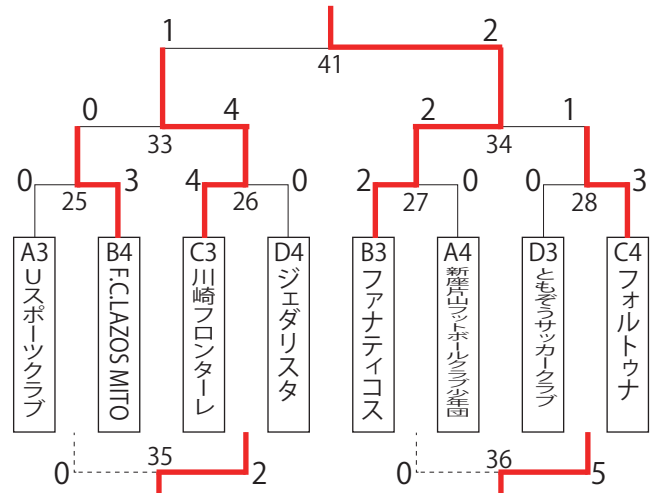 1 2
41
0 4 2 1
33 34
0 3 4 0 2 0 0 3
25 26 27 28
A3 B4 C3 D4 B3 A4 D3 C4
Uスポーツクラブ
F.C.LAZOS MITO
川崎フロンターレ
ジェダリスタ
ファナティコス
新座片山フットボールクラブ少年団
ともぞうサッカークラブ
フォルトゥナ
35 36
0 2 0 5